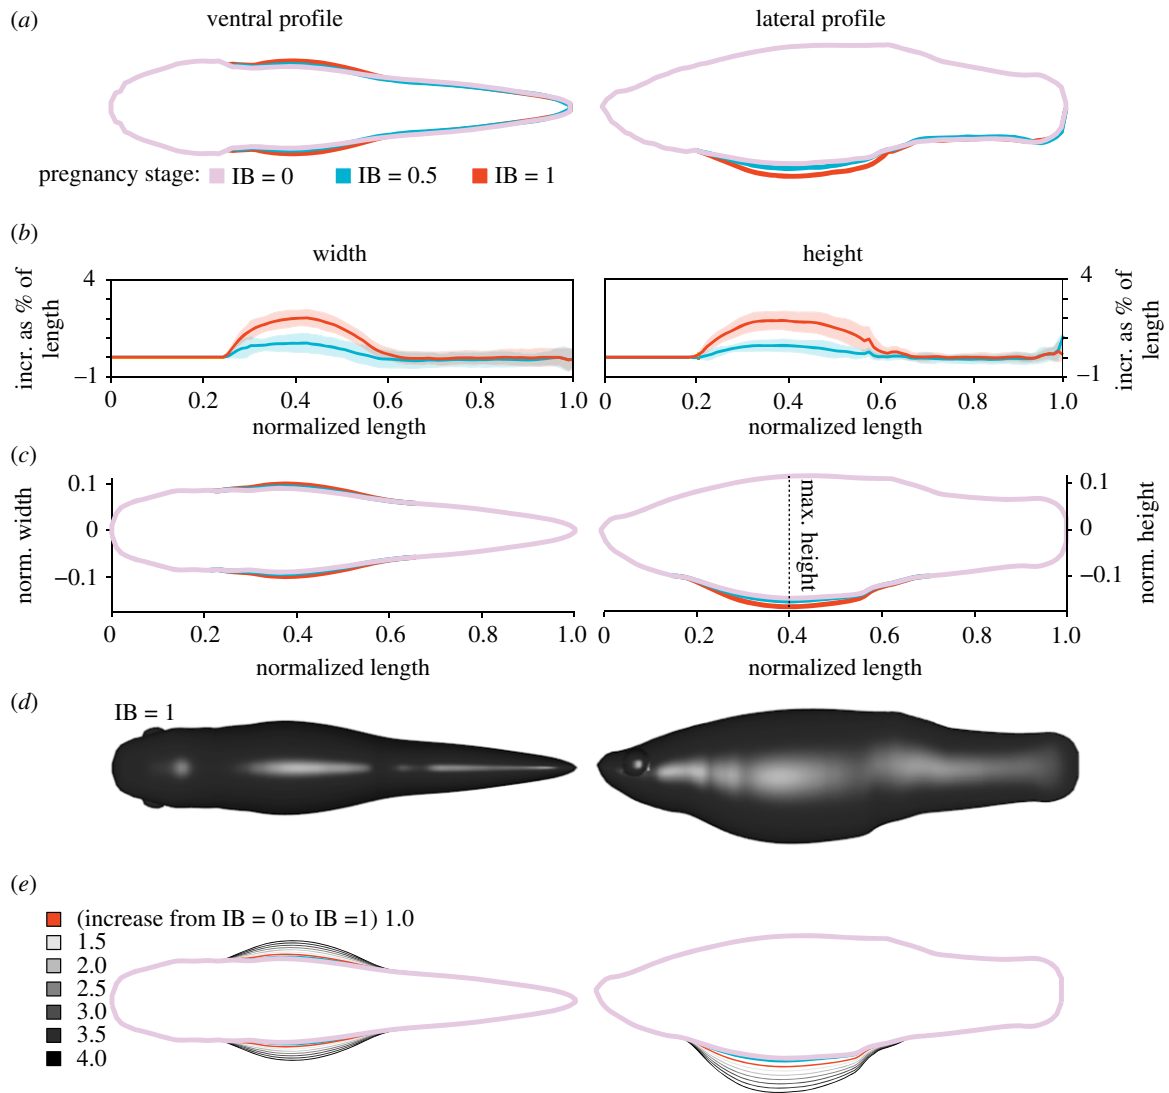 (a)
ventral profile
lateral profile
pregnancy stage: IB = 0 IB = 0.5 IB = 1
(b)
width
height
incr. as % of
length
4
−1
0 0.2 0.4 0.6 0.8 1.0
normalized length
4
−1
incr. as % of
length
0 0.2 0.4 0.6 0.8 1.0
normalized length
(c)
norm. width
0.1
0
−0.1
0 0.2 0.4 0.6 0.8 1.0
normalized length
max. height
0.1
0
−0.1
norm. height
0 0.2 0.4 0.6 0.8 1.0
normalized length
(d)
IB = 1
(e)
(increase from IB = 0 to IB =1) 1.0
1.5
2.0
2.5
3.0
3.5
4.0